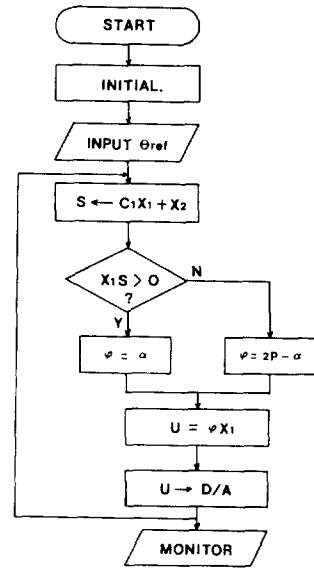 START
INITIAL.
INPUT θref
S ← C1X1 + X2
X1S > O
?
N
Y
φ = α
φ = 2P - α
U = φX1
U → D/A
MONITOR